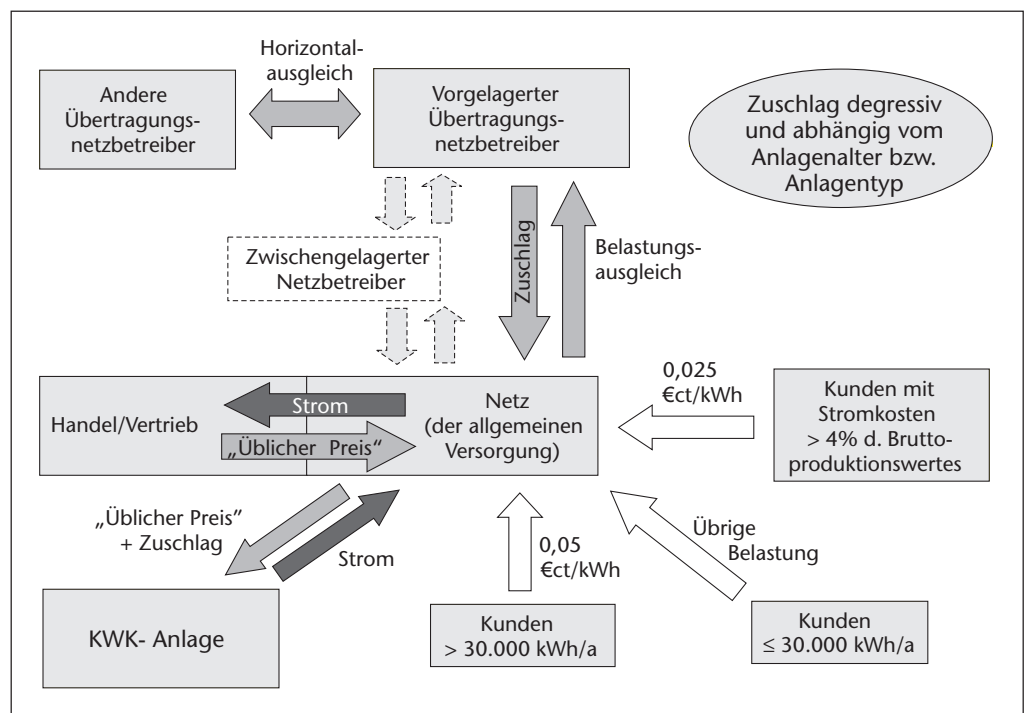 Horizontal-
ausgleich
Andere
Übertragungs-
netzbetreiber
Vorgelagerter
Übertragungs-
netzbetreiber
Zuschlag degressiv
und abhängig vom
Anlagenalter bzw.
Anlagentyp
Zwischengelagerter
Netzbetreiber
Zuschlag
Belastungs-
ausgleich
Handel/Vertrieb
Strom
„Üblicher Preis“
Netz
(der allgemeinen
Versorgung)
0,025
€ct/kWh
Kunden mit
Stromkosten
> 4% d. Brutto-
produktionswertes
„Üblicher Preis“
+ Zuschlag
Strom
0,05
€ct/kWh
Übrige
Belastung
KWK- Anlage
Kunden
> 30.000 kWh/a
Kunden
≤ 30.000 kWh/a